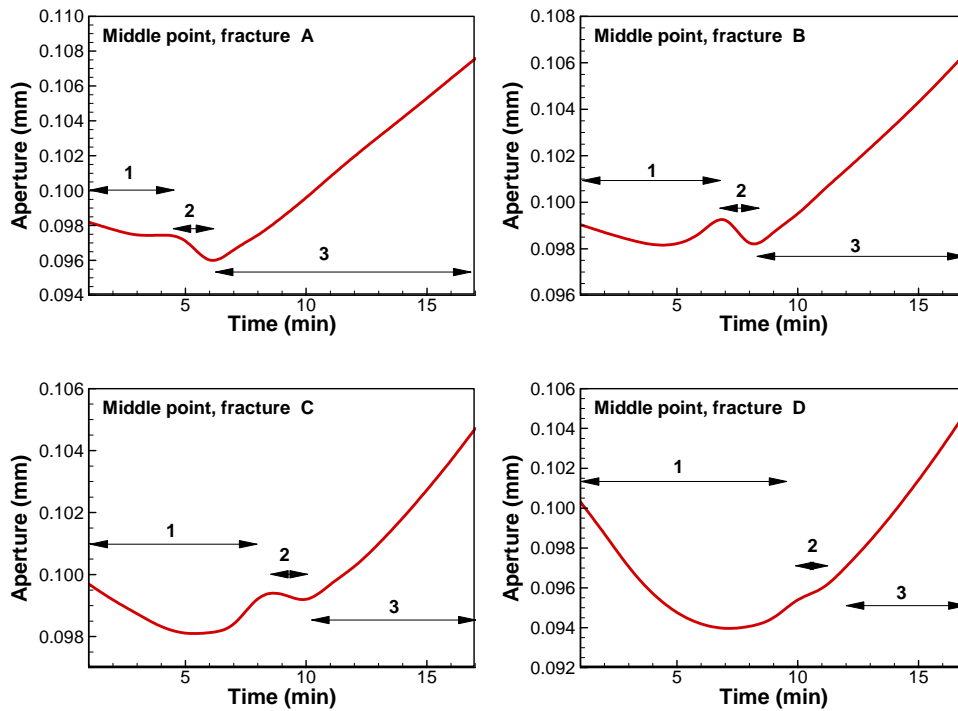 Middle point, fracture A
Aperture (mm)
0.110
0.108
0.106
0.104
0.102
0.100
0.098
0.096
0.094
1
2
3
5 10 15
Time (min)
Middle point, fracture B
Aperture (mm)
0.108
0.106
0.104
0.102
0.100
0.098
0.096
1
2
3
5 10 15
Time (min)
Middle point, fracture C
Aperture (mm)
0.106
0.104
0.102
0.100
0.098
1
2
3
5 10 15
Time (min)
Middle point, fracture D
Aperture (mm)
0.106
0.104
0.102
0.100
0.098
0.096
0.094
0.092
1
2
3
5 10 15
Time (min)